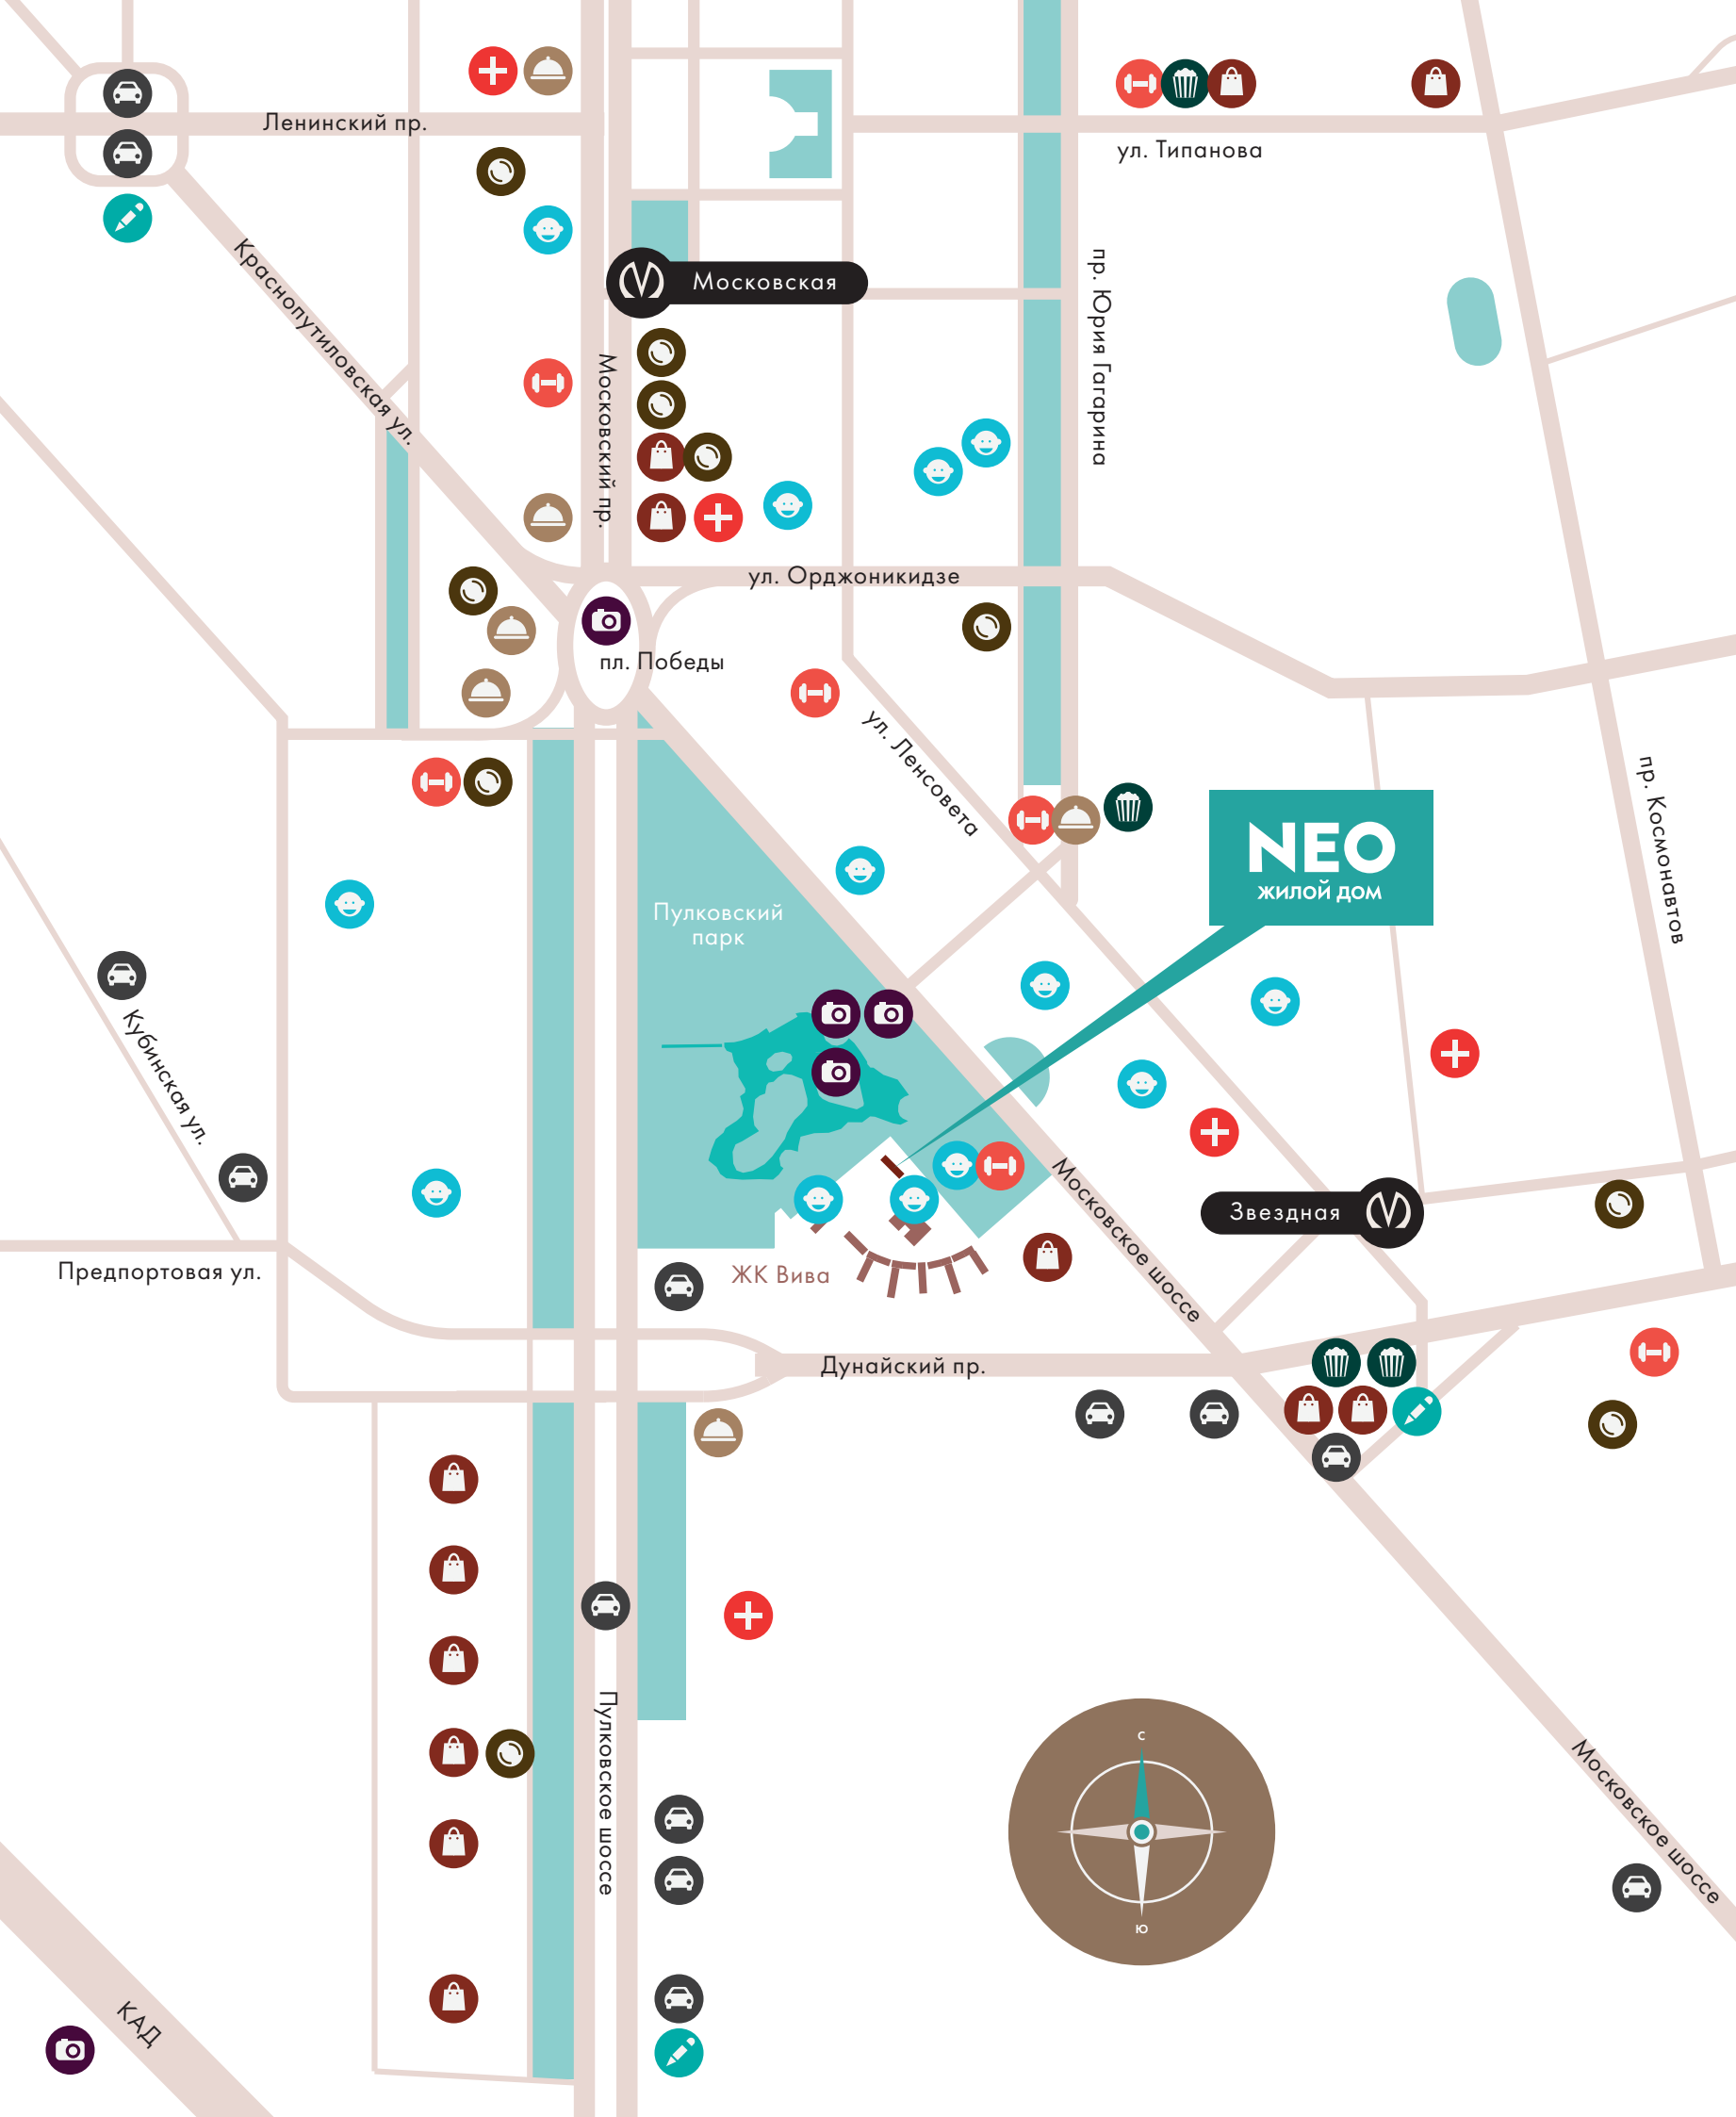 Ленинский пр.
ул. Типанова
Краснопутиловская ул.
Московская
пр. Юрия Гагарина
Московский пр.
ул. Орджоникидзе
пл. Победы
ул. Ленсовета
пр. Космонавтов
NEO
жилой дом
Пулковский
парк
Кубинская ул.
Московское шоссе
Звездная
Предпортовая ул.
ЖК Вива
Дунайский пр.
Пулковское шоссе
с
ю
Московское шоссе
КАД